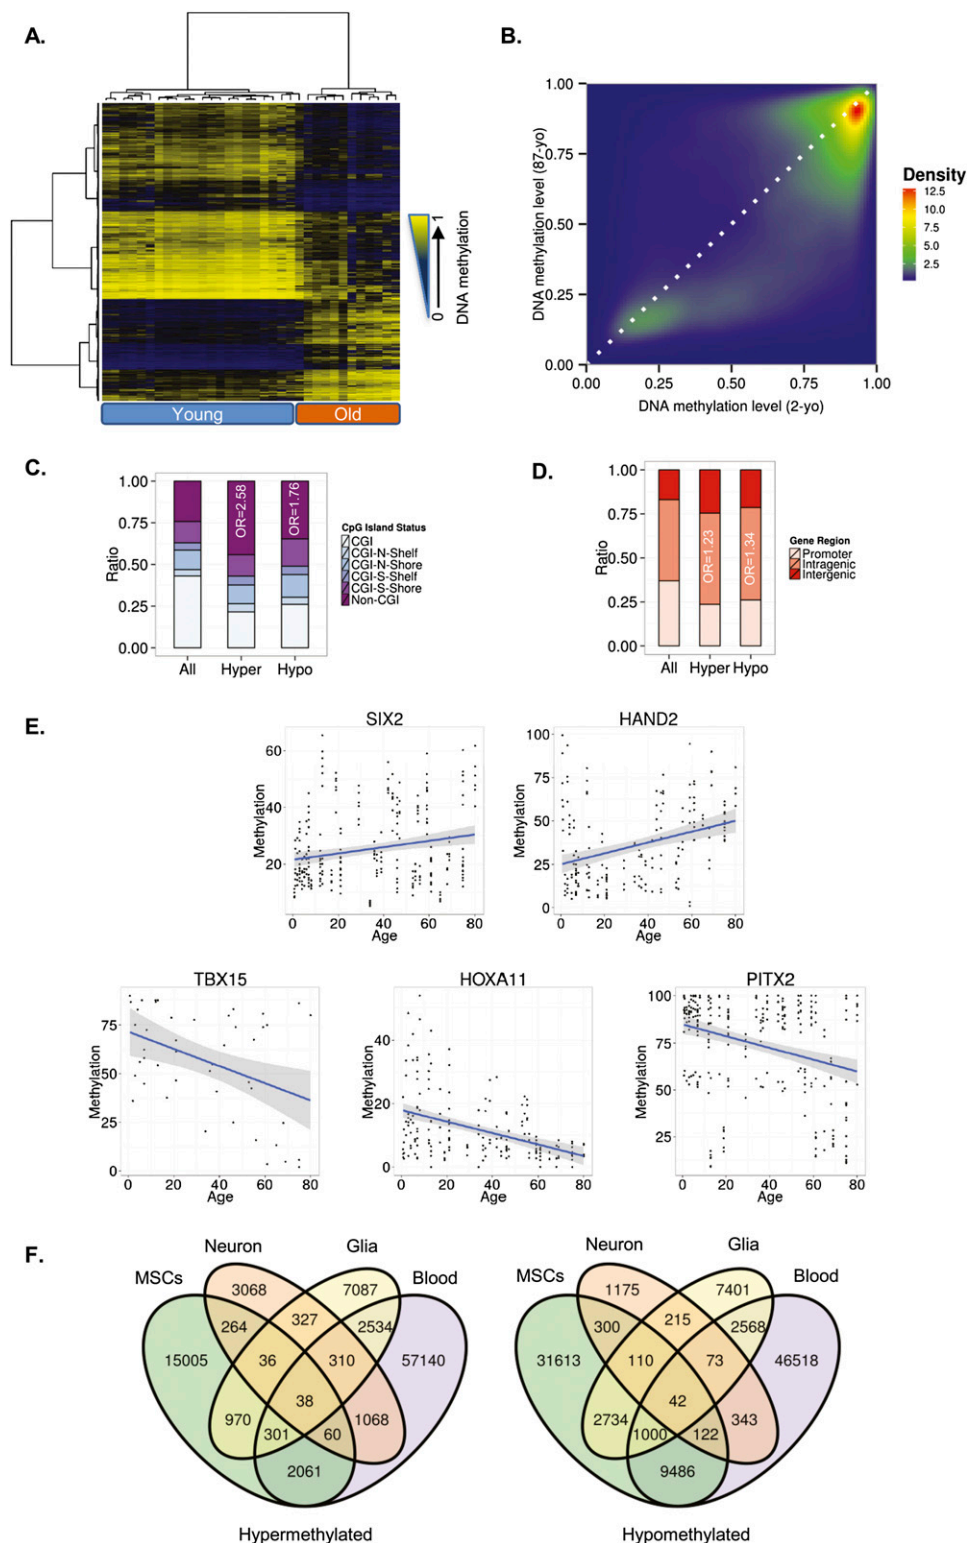 A.
Young
Old
0
1
DNA methylation
B.
1.00
0.75
0.50
0.25
0.00
DNA methylation level (87-yo)
0.00 0.25 0.50 0.75 1.00
DNA methylation level (2-yo)
Density
12.5
10.0
7.5
5.0
2.5
C.
1.00
0.75
0.50
0.25
0.00
Ratio
OR=2.58
OR=1.76
All Hyper Hypo
CpG Island Status
CGI
CGI-N-Shelf
CGI-N-Shore
CGI-S-Shelf
CGI-S-Shore
Non-CGI
D.
1.00
0.75
0.50
0.25
0.00
Ratio
OR=1.23
OR=1.34
All Hyper Hypo
Gene Region
Promoter
Intragenic
Intergenic
E.
SIX2
60
40
20
Methylation
0 20 40 60 80
Age
HAND2
100
75
50
25
0
Methylation
0 20 40 60 80
Age
TBX15
75
50
25
0
Methylation
0 20 40 60 80
Age
HOXA11
40
20
0
Methylation
0 20 40 60 80
Age
PITX2
100
75
50
25
Methylation
0 20 40 60 80
Age
F.
Neuron Glia
MSCs Blood
3068 7087
264 327 2534
15005 36 310 57140
38
970 1068
301 60
2061
Hypermethylated
Neuron Glia
MSCs Blood
1175 7401
300 215 2568
31613 110 73 46518
42
2734 343
1000 122
9486
Hypomethylated